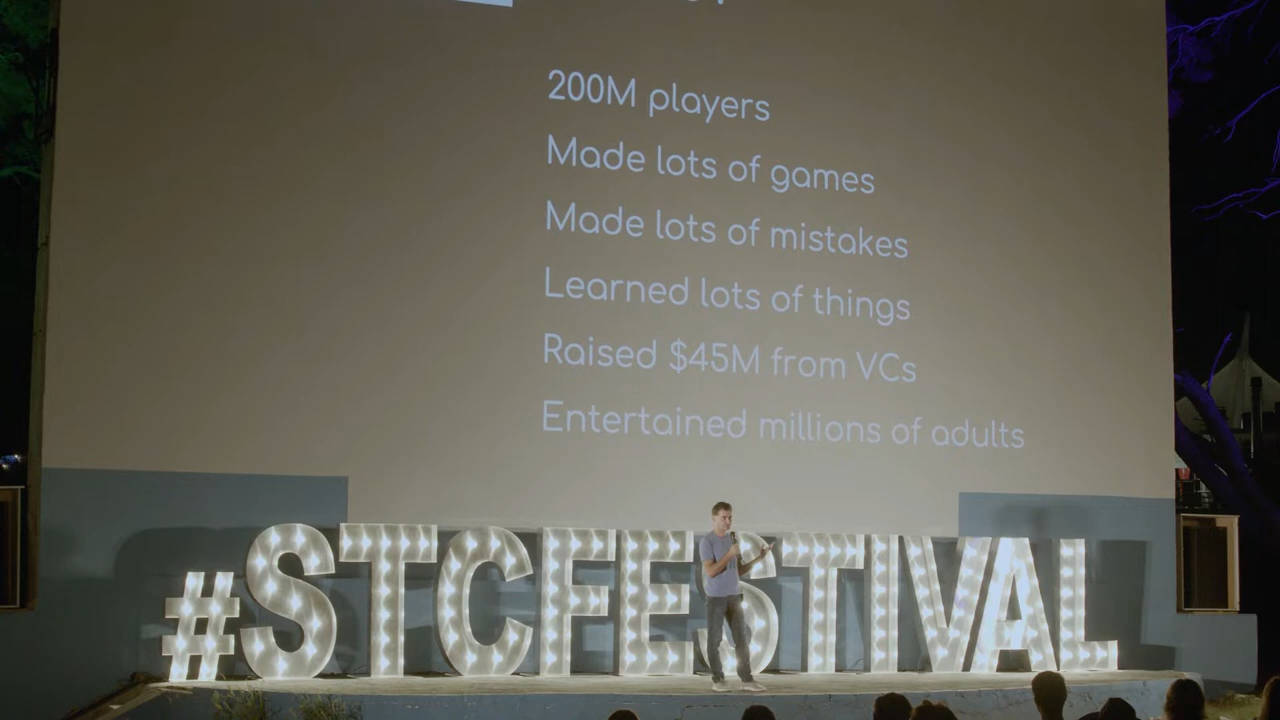 200M players
Made lots of games
Made lots of mistakes
Learned lots of things
Raised $45M from VCs
Entertained millions of adults
#STCFESTIVAL